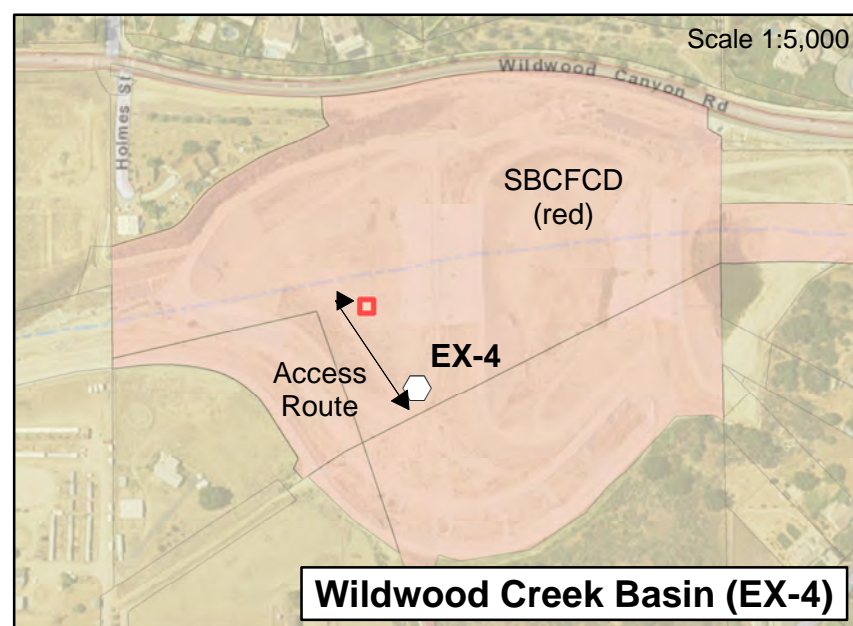 Scale 1:5,000
Wildwood Canyon Rd
Holmes St
SBCFCD
(red)
EX-4
Access
Route
Wildwood Creek Basin (EX-4)